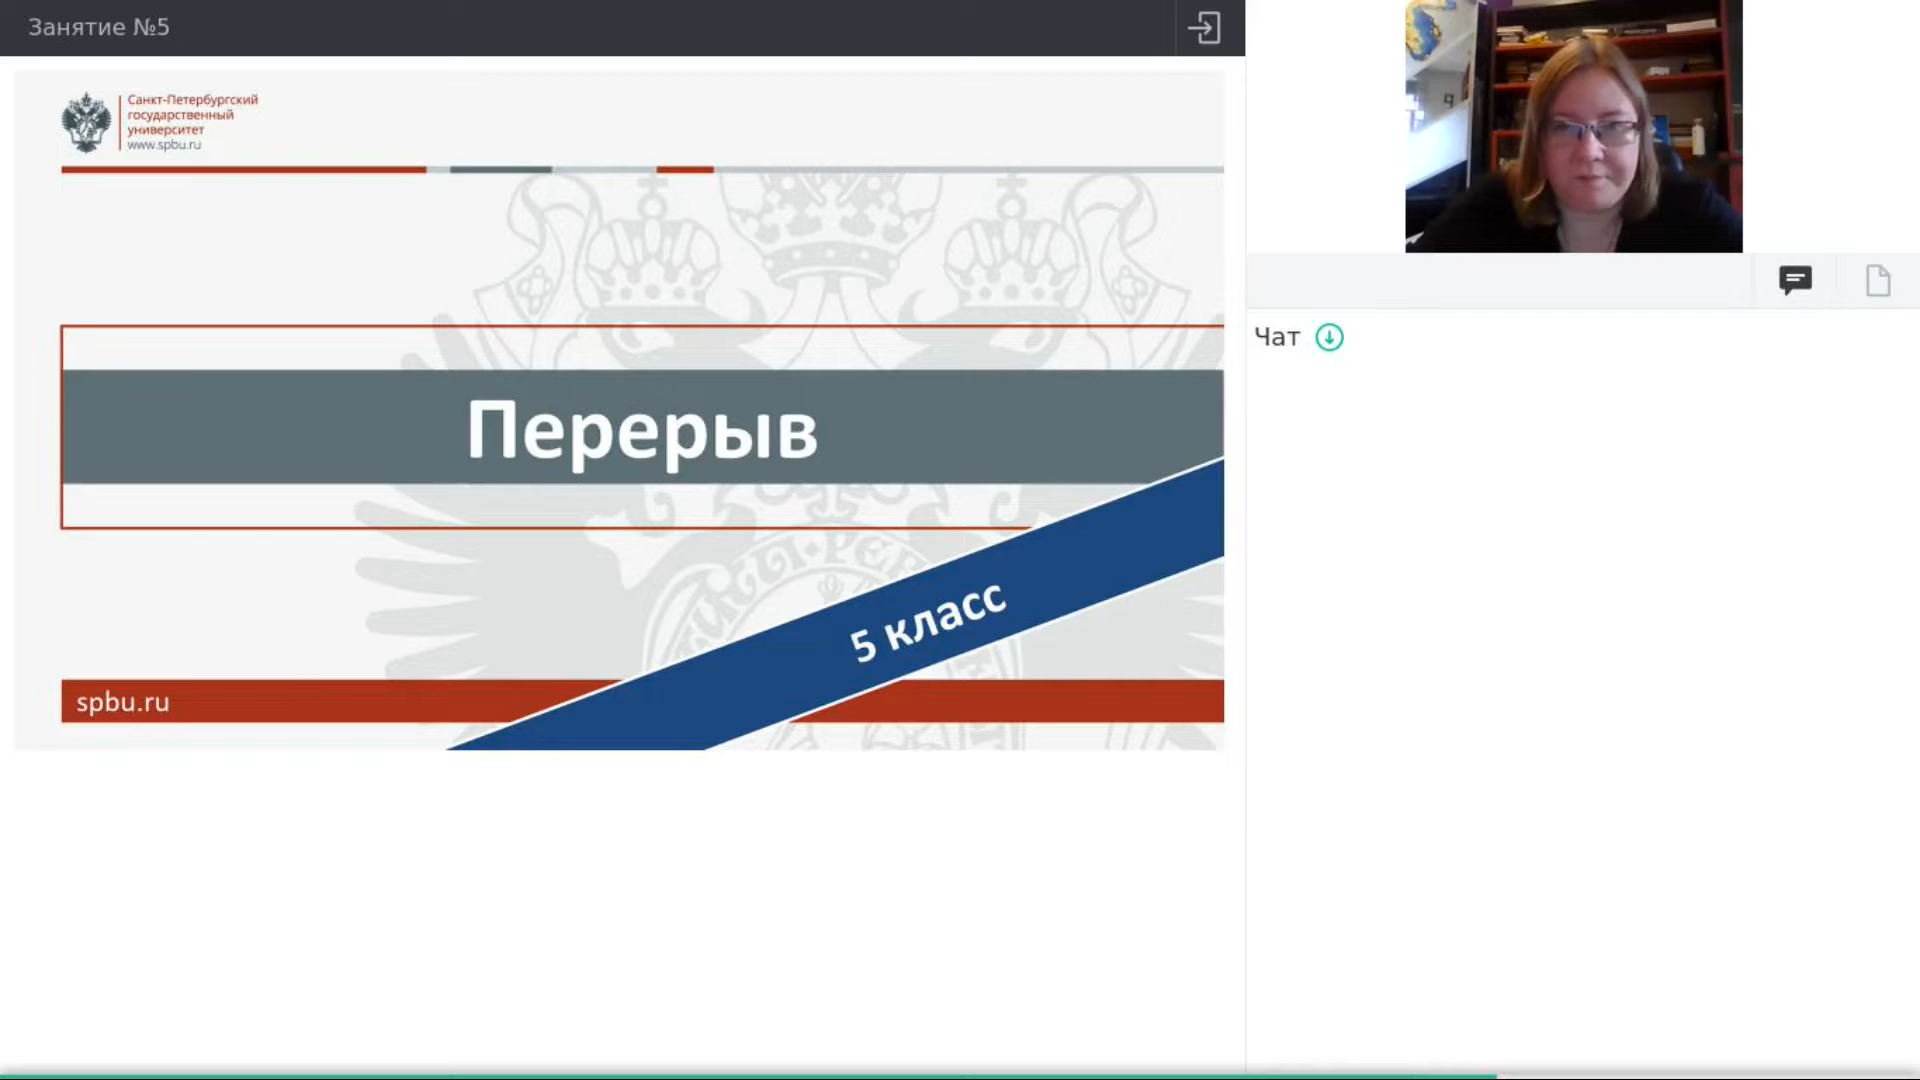 Занятие №5
Санкт-Петербургский
государственный
университет
www.spbu.ru
Перерыв
5 класс
spbu.ru
Чат